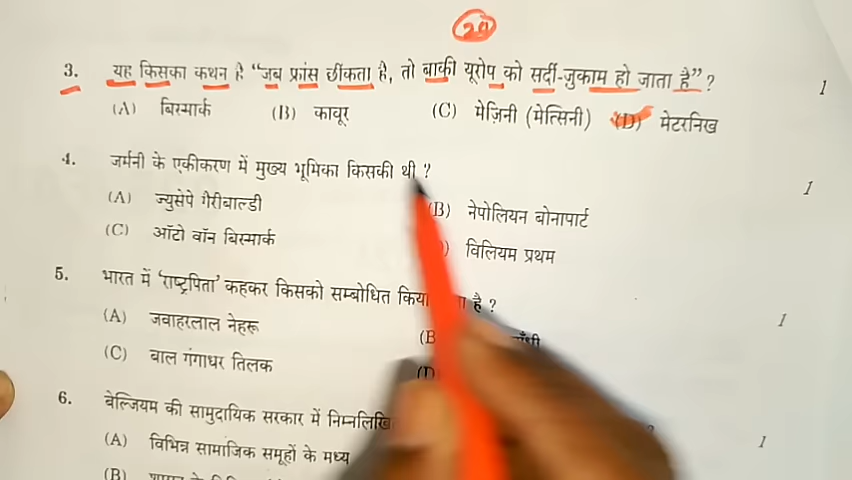 20
3. यह किसका कथन है “जब फ्रांस छींकता है, तो बाकी यूरोप को सर्दी-जुकाम हो जाता है” ? 1
(A) बिस्मार्क (B) कावूर (C) मेज़िनी (मेत्सिनी) (D) मेटरनिख
4. जर्मनी के एकीकरण में मुख्य भूमिका किसकी थी ? 1
(A) ज्युसेपे गैरीबाल्डी (B) नेपोलियन बोनापार्ट
(C) ऑटो वॉन बिस्मार्क विलियम प्रथम
5. भारत में ‘राष्ट्रपिता’ कहकर किसको सम्बोधित है ? 1
(A) जवाहरलाल नेहरू (B
(C) बाल गंगाधर तिलक (D
6. बेल्जियम की सामुदायिक सरकार में ? 1
(A) विभिन्न सामाजिक समूहों के मध्य
(B)